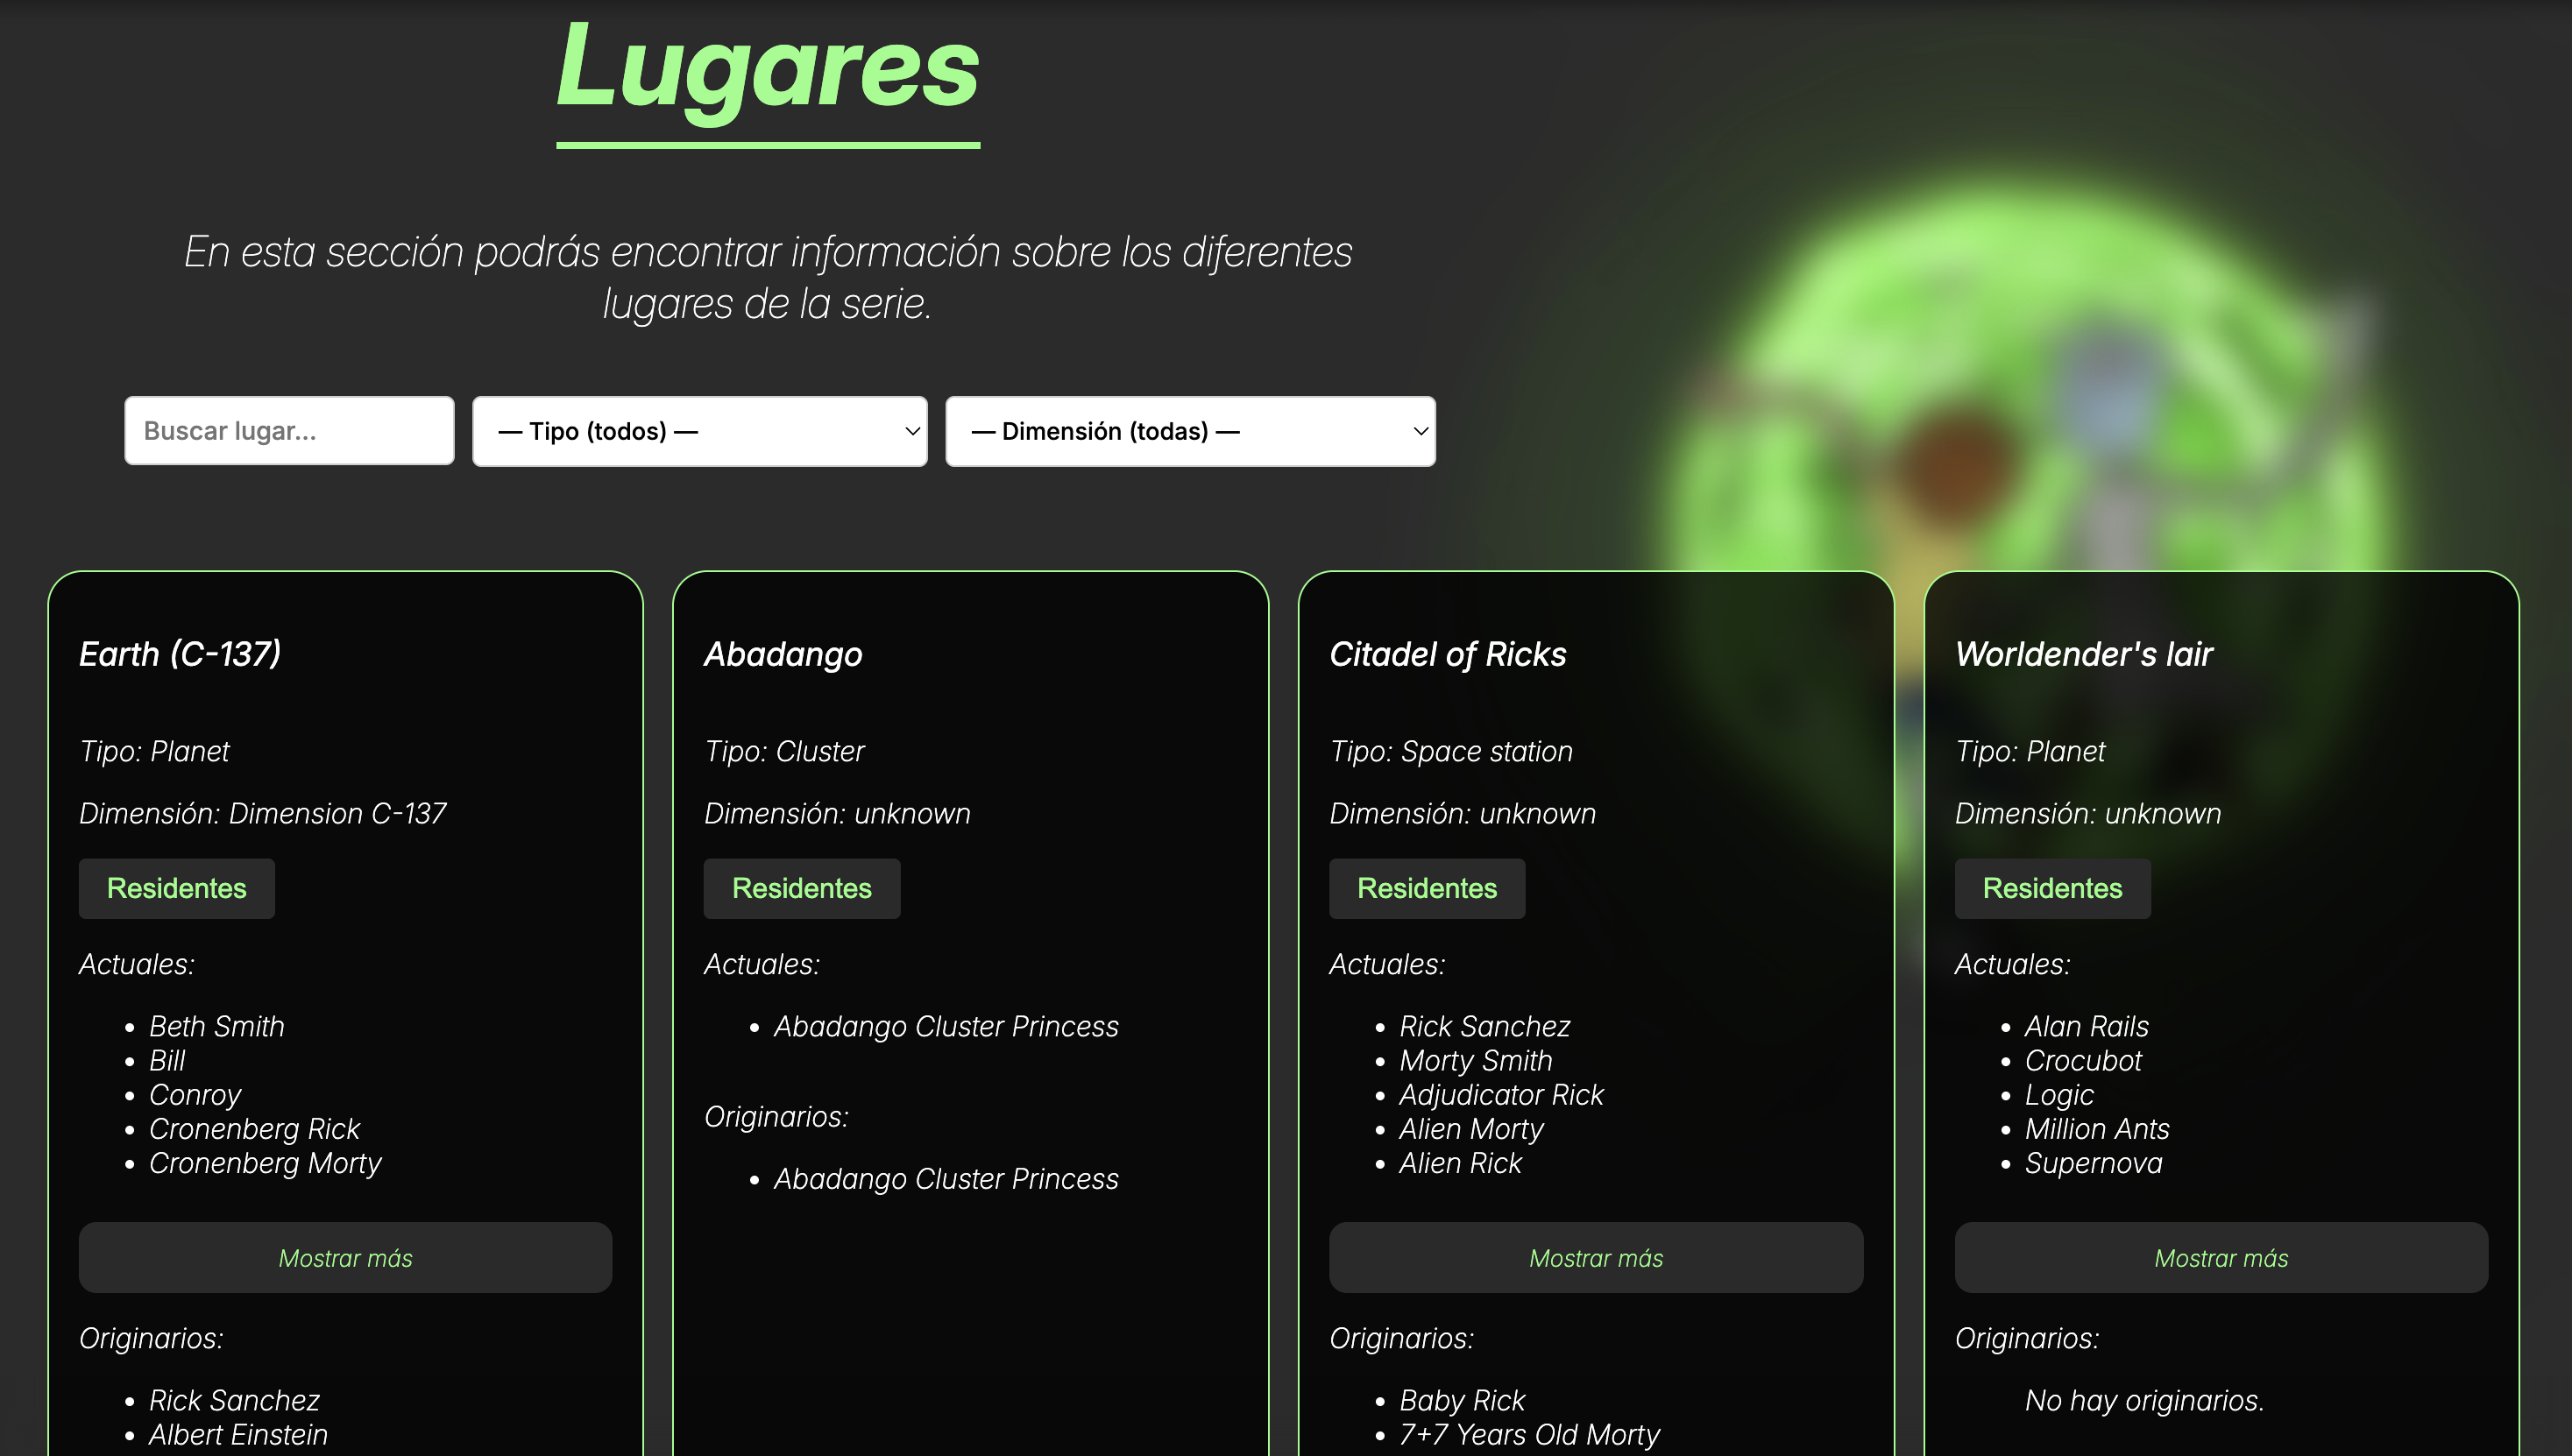 Lugares
En esta sección podrás encontrar información sobre los diferentes
lugares de la serie.
Buscar lugar...
— Tipo (todos) —
— Dimensión (todas) —
Earth (C-137)
Tipo: Planet
Dimensión: Dimension C-137
Residentes
Actuales:
• Beth Smith
• Bill
• Conroy
• Cronenberg Rick
• Cronenberg Morty
Mostrar más
Originarios:
• Rick Sanchez
• Albert Einstein
Abadango
Tipo: Cluster
Dimensión: unknown
Residentes
Actuales:
• Abadango Cluster Princess
Originarios:
• Abadango Cluster Princess
Citadel of Ricks
Tipo: Space station
Dimensión: unknown
Residentes
Actuales:
• Rick Sanchez
• Morty Smith
• Adjudicator Rick
• Alien Morty
• Alien Rick
Mostrar más
Originarios:
• Baby Rick
• 7+7 Years Old Morty
Worldender's lair
Tipo: Planet
Dimensión: unknown
Residentes
Actuales:
• Alan Rails
• Crocubot
• Logic
• Million Ants
• Supernova
Mostrar más
Originarios:
No hay originarios.